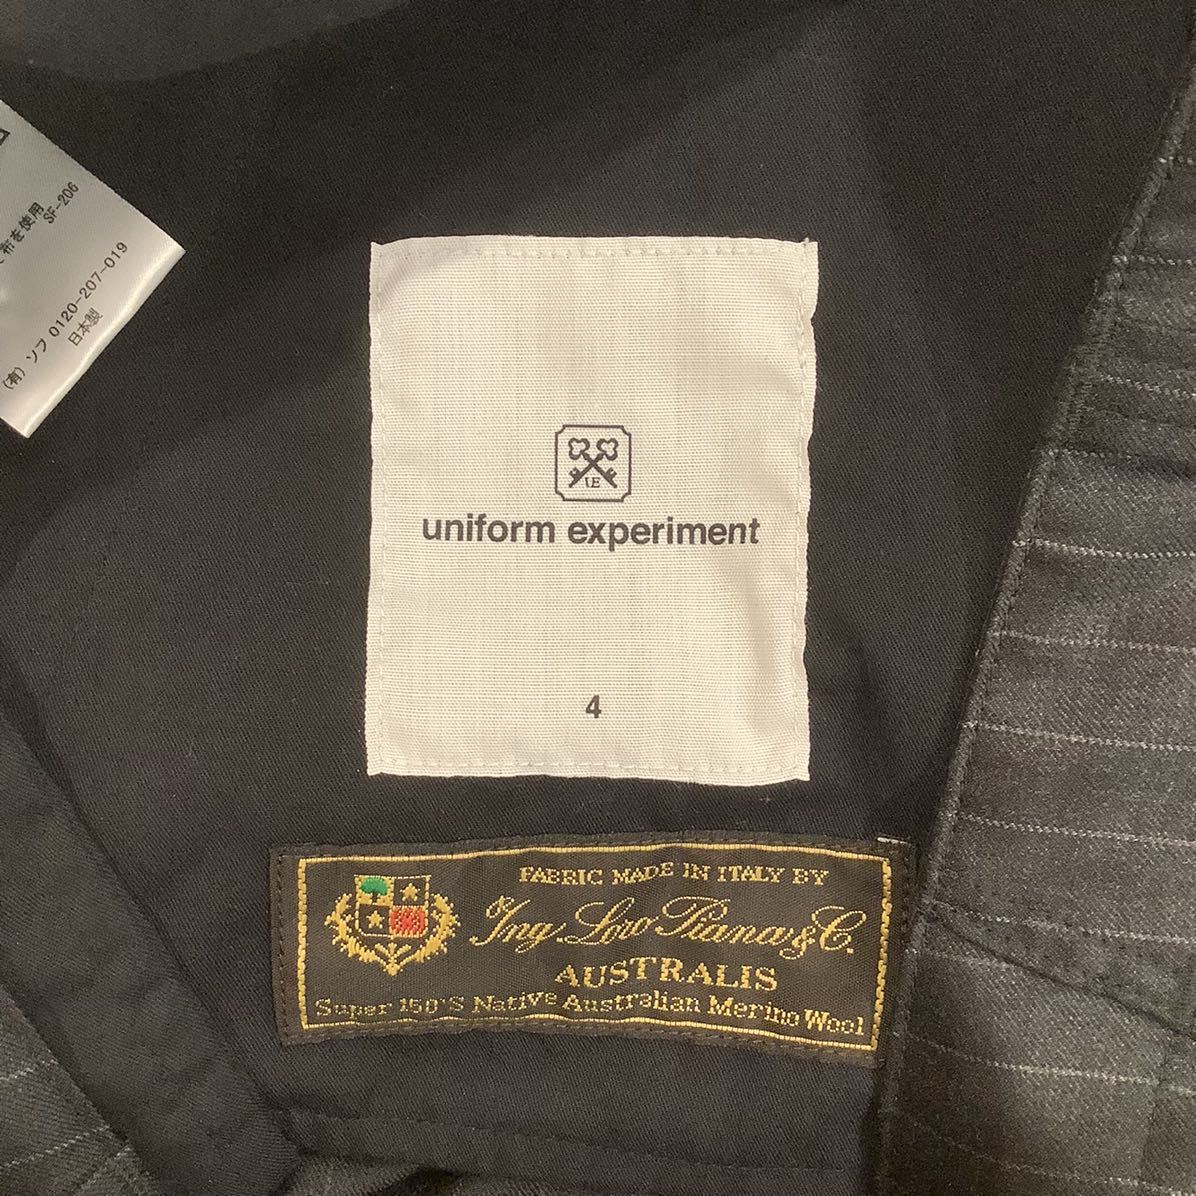 布を使用
SF-206
(有) ソフ 0120-207-019
日本製
UE
uniform experiment
4
FABRIC MADE IN ITALY BY
Ing Loro Piana & C.
AUSTRALIS
Super 150'S Native Australian Merino Wool